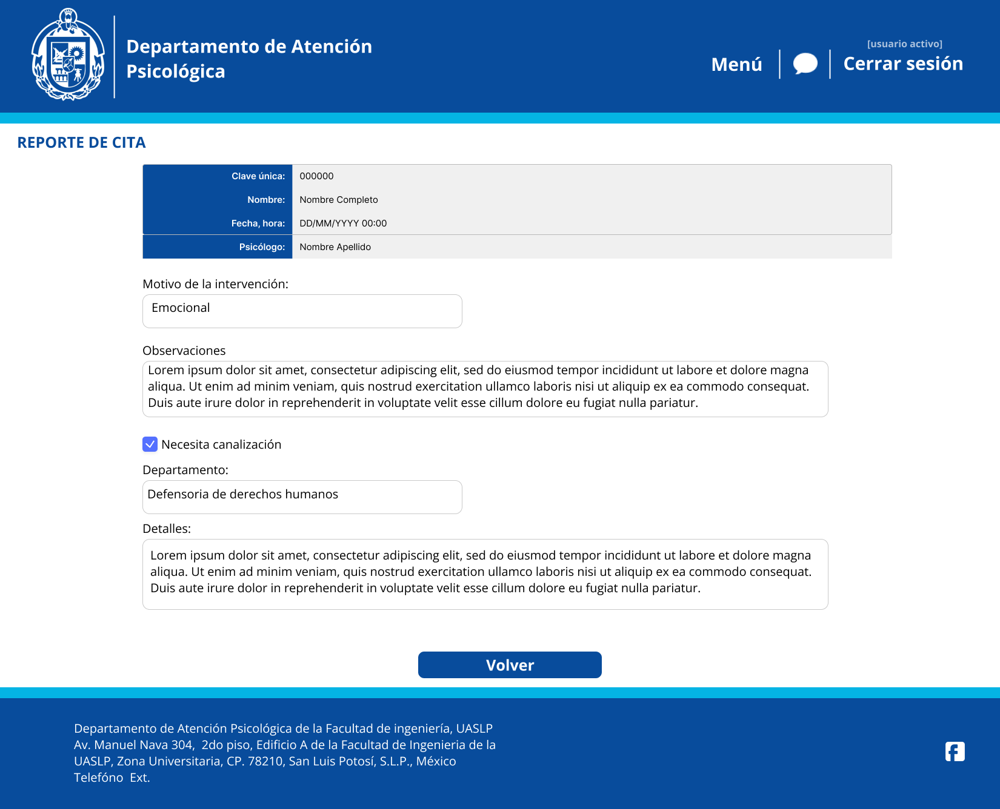 Departamento de Atención
Psicológica
[usuario activo]
Menú
Cerrar sesión
REPORTE DE CITA
Clave única: 000000
Nombre: Nombre Completo
Fecha, hora: DD/MM/YYYY 00:00
Psicólogo: Nombre Apellido
Motivo de la intervención:
Emocional
Observaciones
Lorem ipsum dolor sit amet, consectetur adipiscing elit, sed do eiusmod tempor incididunt ut labore et dolore magna
aliqua. Ut enim ad minim veniam, quis nostrud exercitation ullamco laboris nisi ut aliquip ex ea commodo consequat.
Duis aute irure dolor in reprehenderit in voluptate velit esse cillum dolore eu fugiat nulla pariatur.
Necesita canalización
Departamento:
Defensoria de derechos humanos
Detalles:
Lorem ipsum dolor sit amet, consectetur adipiscing elit, sed do eiusmod tempor incididunt ut labore et dolore magna
aliqua. Ut enim ad minim veniam, quis nostrud exercitation ullamco laboris nisi ut aliquip ex ea commodo consequat.
Duis aute irure dolor in reprehenderit in voluptate velit esse cillum dolore eu fugiat nulla pariatur.
Volver
Departamento de Atención Psicológica de la Facultad de ingeniería, UASLP
Av. Manuel Nava 304,  2do piso, Edificio A de la Facultad de Ingenieria de la
UASLP, Zona Universitaria, CP. 78210, San Luis Potosí, S.L.P., México
Telefóno  Ext.